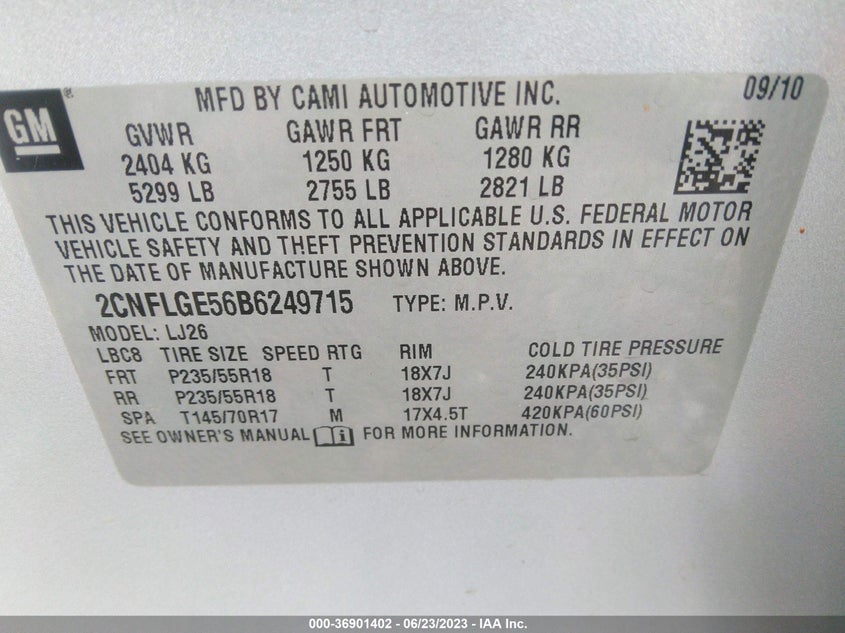 GM®
MFD BY CAMI AUTOMOTIVE INC. 09/10
GVWR GAWR FRT GAWR RR
2404 KG 1250 KG 1280 KG
5299 LB 2755 LB 2821 LB
THIS VEHICLE CONFORMS TO ALL APPLICABLE U.S. FEDERAL MOTOR
VEHICLE SAFETY AND THEFT PREVENTION STANDARDS IN EFFECT ON
THE DATE OF MANUFACTURE SHOWN ABOVE.
2CNFLGE56B6249715 TYPE: M.P.V.
MODEL: LJ26
LBC8 TIRE SIZE SPEED RTG RIM COLD TIRE PRESSURE
FRT P235/55R18 T 18X7J 240KPA(35PSI)
RR P235/55R18 T 18X7J 240KPA(35PSI)
SPA T145/70R17 M 17X4.5T 420KPA(60PSI)
SEE OWNER'S MANUAL FOR MORE INFORMATION.
000-36901402 - 06/23/2023 - IAA Inc.